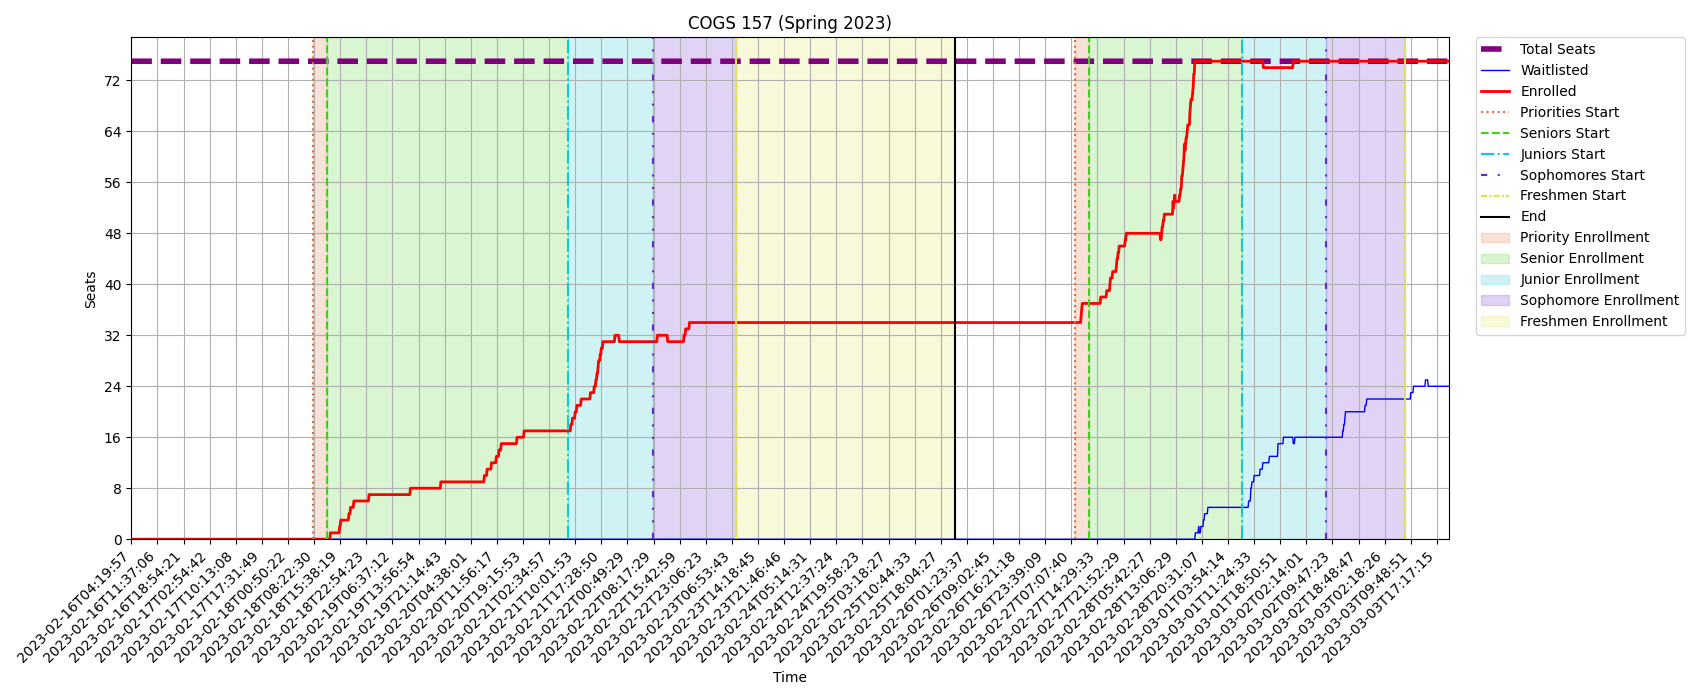 COGS 157 (Spring 2023)
Total Seats
Waitlisted
Enrolled
Priorities Start
Seniors Start
Juniors Start
Sophomores Start
Freshmen Start
End
Priority Enrollment
Senior Enrollment
Junior Enrollment
Sophomore Enrollment
Freshmen Enrollment
Seats
72
64
56
48
40
32
24
16
8
0
2023-02-16T04:19:57
2023-02-16T11:37:06
2023-02-16T18:54:21
2023-02-17T02:54:42
2023-02-17T10:13:08
2023-02-17T17:31:49
2023-02-18T00:50:22
2023-02-18T08:22:30
2023-02-18T15:38:19
2023-02-18T22:54:23
2023-02-19T06:37:12
2023-02-19T13:56:54
2023-02-19T21:14:43
2023-02-20T04:38:01
2023-02-20T11:56:17
2023-02-20T19:15:53
2023-02-21T02:34:57
2023-02-21T10:01:53
2023-02-21T17:28:50
2023-02-22T00:49:29
2023-02-22T08:17:29
2023-02-22T15:42:59
2023-02-22T23:06:23
2023-02-23T06:53:43
2023-02-23T14:18:45
2023-02-23T21:46:46
2023-02-24T05:14:31
2023-02-24T12:37:24
2023-02-24T19:58:23
2023-02-25T03:18:27
2023-02-25T10:44:33
2023-02-25T18:04:27
2023-02-26T01:23:37
2023-02-26T09:02:45
2023-02-26T16:21:18
2023-02-26T23:39:09
2023-02-27T07:07:40
2023-02-27T14:29:33
2023-02-27T21:52:29
2023-02-28T05:42:27
2023-02-28T13:06:29
2023-02-28T20:31:07
2023-03-01T03:54:14
2023-03-01T11:24:33
2023-03-01T18:50:51
2023-03-02T02:14:01
2023-03-02T09:47:23
2023-03-02T18:48:47
2023-03-03T02:18:26
2023-03-03T09:48:51
2023-03-03T17:17:15
Time